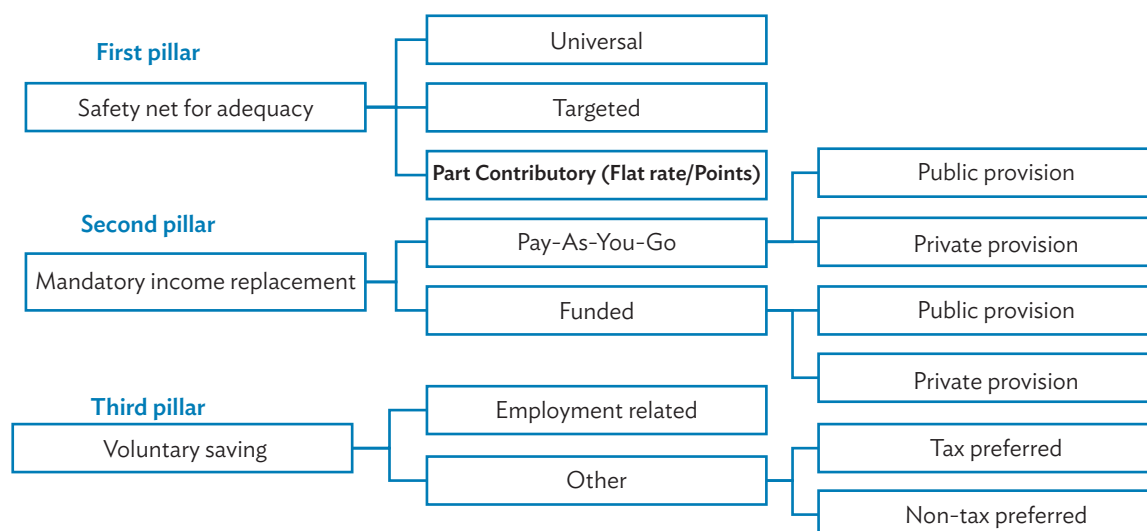 First pillar
Safety net for adequacy
Universal
Targeted
Part Contributory (Flat rate/Points)
Second pillar
Mandatory income replacement
Pay-As-You-Go
Public provision
Private provision
Funded
Public provision
Private provision
Third pillar
Voluntary saving
Employment related
Other
Tax preferred
Non-tax preferred